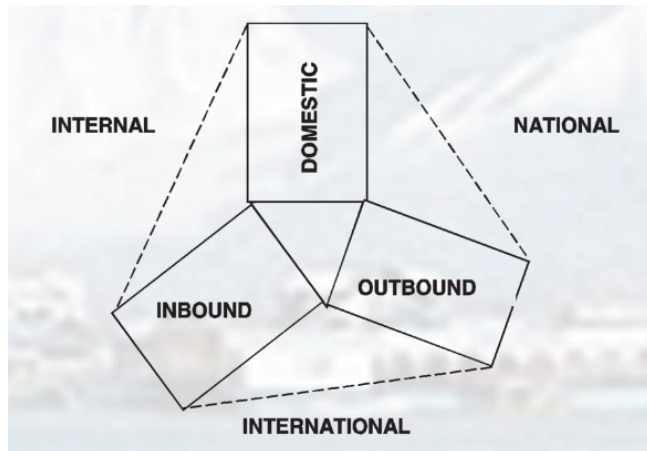 DOMESTIC
INTERNAL
NATIONAL
INBOUND
OUTBOUND
INTERNATIONAL